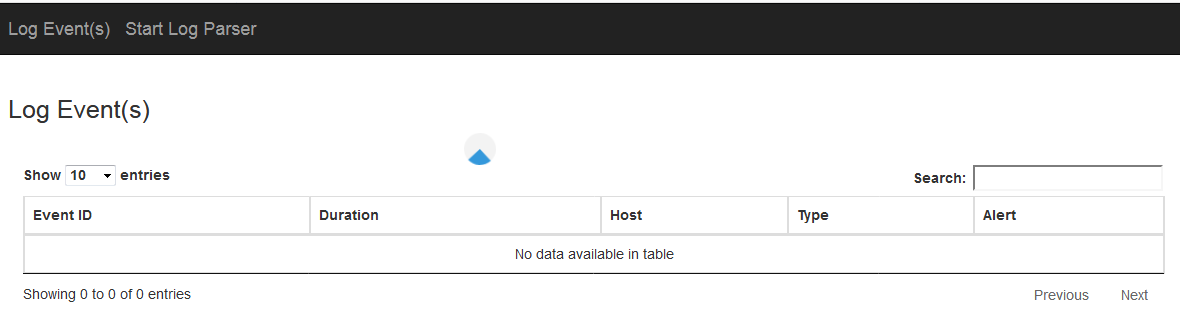 Log Event(s) Start Log Parser
Log Event(s)
Show 10 entries Search:
Event ID Duration Host Type Alert
No data available in table
Showing 0 to 0 of 0 entries Previous Next